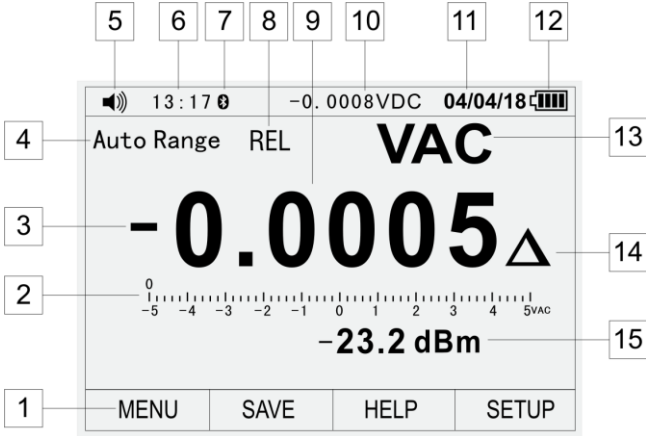 5 6 7 8 9 10 11 12
13:17 -0.0008VDC 04/04/18
4 Auto Range REL VAC 13
3 -0.0005Δ 14
0
2 -5 -4 -3 -2 -1 0 1 2 3 4 5VAC
-23.2 dBm 15
1 MENU SAVE HELP SETUP